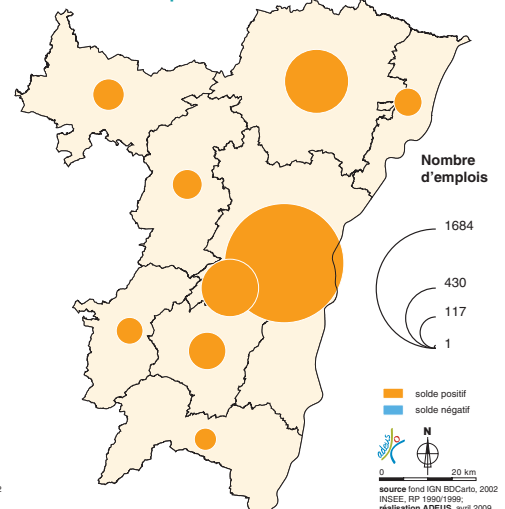 Nombre
d'emplois
1684
430
117
1
solde positif
solde négatif
adeus
N
0 20 km
source fond IGN BDCarto, 2002
INSEE, RP 1990/1999;
réalisation ADEUS, avril 2009